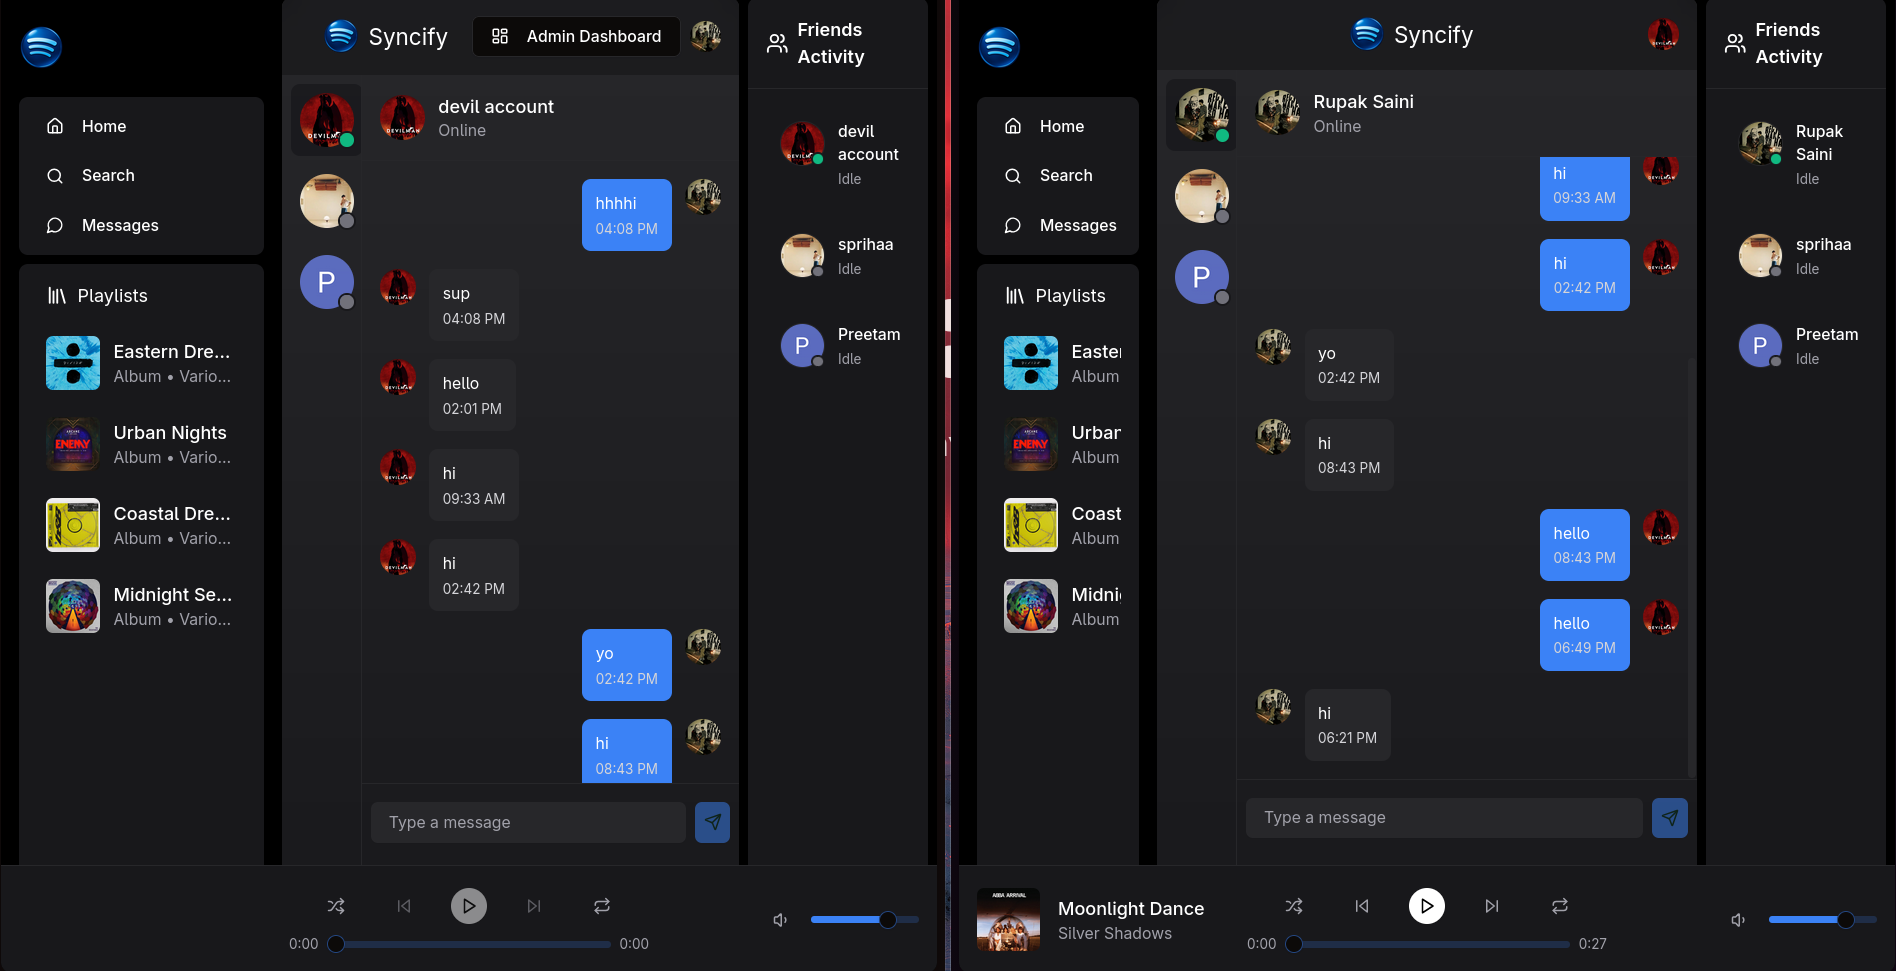 Syncify
Admin Dashboard
Friends
Activity
Home
Search
Messages
Playlists
Eastern Dre...
Album • Vario...
Urban Nights
Album • Vario...
Coastal Dre...
Album • Vario...
Midnight Se...
Album • Vario...
P
devil account
Online
hhhhi
04:08 PM
sup
04:08 PM
hello
02:01 PM
hi
09:33 AM
hi
02:42 PM
yo
02:42 PM
hi
08:43 PM
Type a message
devil
account
Idle
sprihaa
Idle
P
Preetam
Idle
0:00
0:00
Syncify
Friends
Activity
Home
Search
Messages
Playlists
Easter
Album
ENEMY
Urban
Album
Coast
Album
Midni
Album
P
Rupak Saini
Online
hi
09:33 AM
hi
02:42 PM
yo
02:42 PM
hi
08:43 PM
hello
08:43 PM
hello
06:49 PM
hi
06:21 PM
Type a message
Rupak
Saini
Idle
sprihaa
Idle
P
Preetam
Idle
ABBA ARRIVAL
Moonlight Dance
Silver Shadows
0:00
0:27